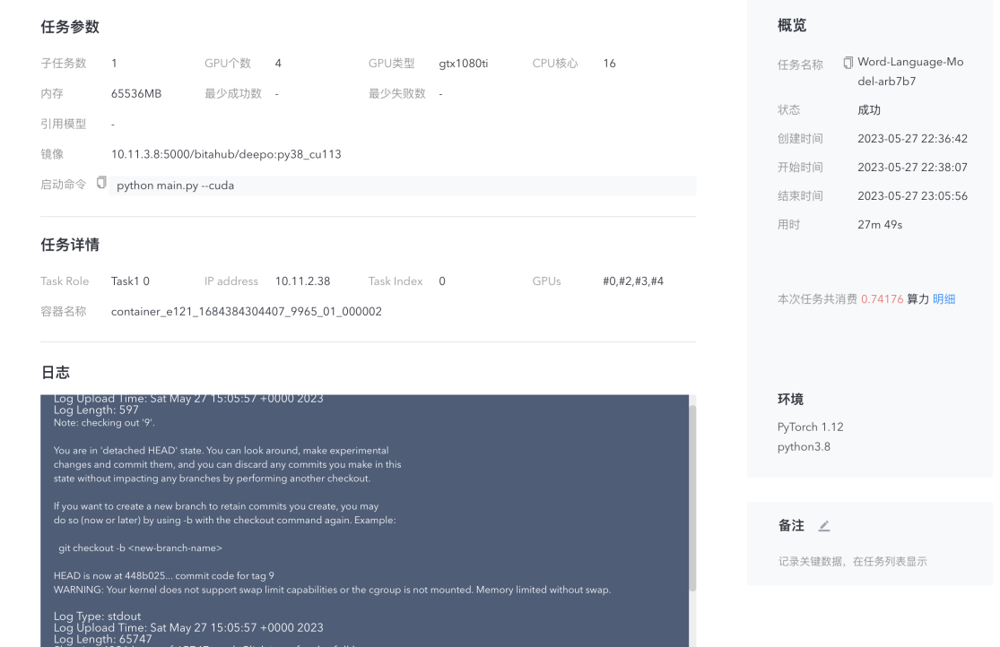 任务参数
子任务数 1 GPU个数 4 GPU类型 gtx1080ti CPU核心 16
内存 65536MB 最少成功数 - 最少失败数 -
引用模型 -
镜像 10.11.3.8:5000/bitahub/deepo:py38_cu113
启动命令 python main.py --cuda
任务详情
Task Role Task1 0 IP address 10.11.2.38 Task Index 0 GPUs #0,#2,#3,#4
容器名称 container_e121_1684384304407_9965_01_000002
日志
Log Upload Time: Sat May 27 15:05:57 +0000 2023
Log Length: 597
Note: checking out '9'.
You are in 'detached HEAD' state. You can look around, make experimental
changes and commit them, and you can discard any commits you make in this
state without impacting any branches by performing another checkout.
If you want to create a new branch to retain commits you create, you may
do so (now or later) by using -b with the checkout command again. Example:
git checkout -b <new-branch-name>
HEAD is now at 448b025... commit code for tag 9
WARNING: Your kernel does not support swap limit capabilities or the cgroup is not mounted. Memory limited without swap.
Log Type: stdout
Log Upload Time: Sat May 27 15:05:57 +0000 2023
Log Length: 65747
概览
任务名称 Word-Language-Mo
del-arb7b7
状态 成功
创建时间 2023-05-27 22:36:42
开始时间 2023-05-27 22:38:07
结束时间 2023-05-27 23:05:56
用时 27m 49s
本次任务共消费 0.74176 算力 明细
环境
PyTorch 1.12
python3.8
备注
记录关键数据，在任务列表显示